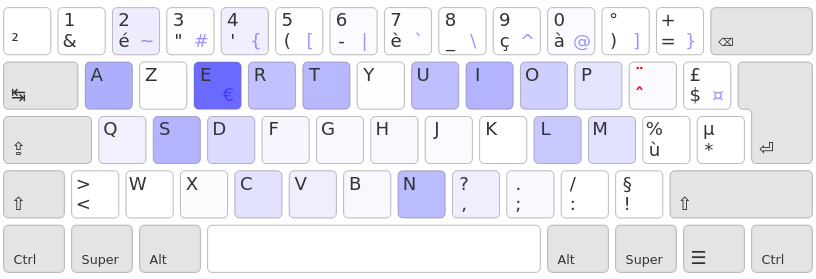 1 2 3 4 5 6 7 8 9 0 ° +
² & é ~ " # ' { ( [ - | è ` _ \ ç ^ à @ ) ] = } ⌫
A Z E R T Y U I O P ¨ £
↹ € ^ $ ¤
Q S D F G H J K L M % µ
⇪ ù * ⏎
> W X C V B N ? . / §
⇧ < , ; : ! ⇧
Ctrl Super Alt Alt Super ☰ Ctrl